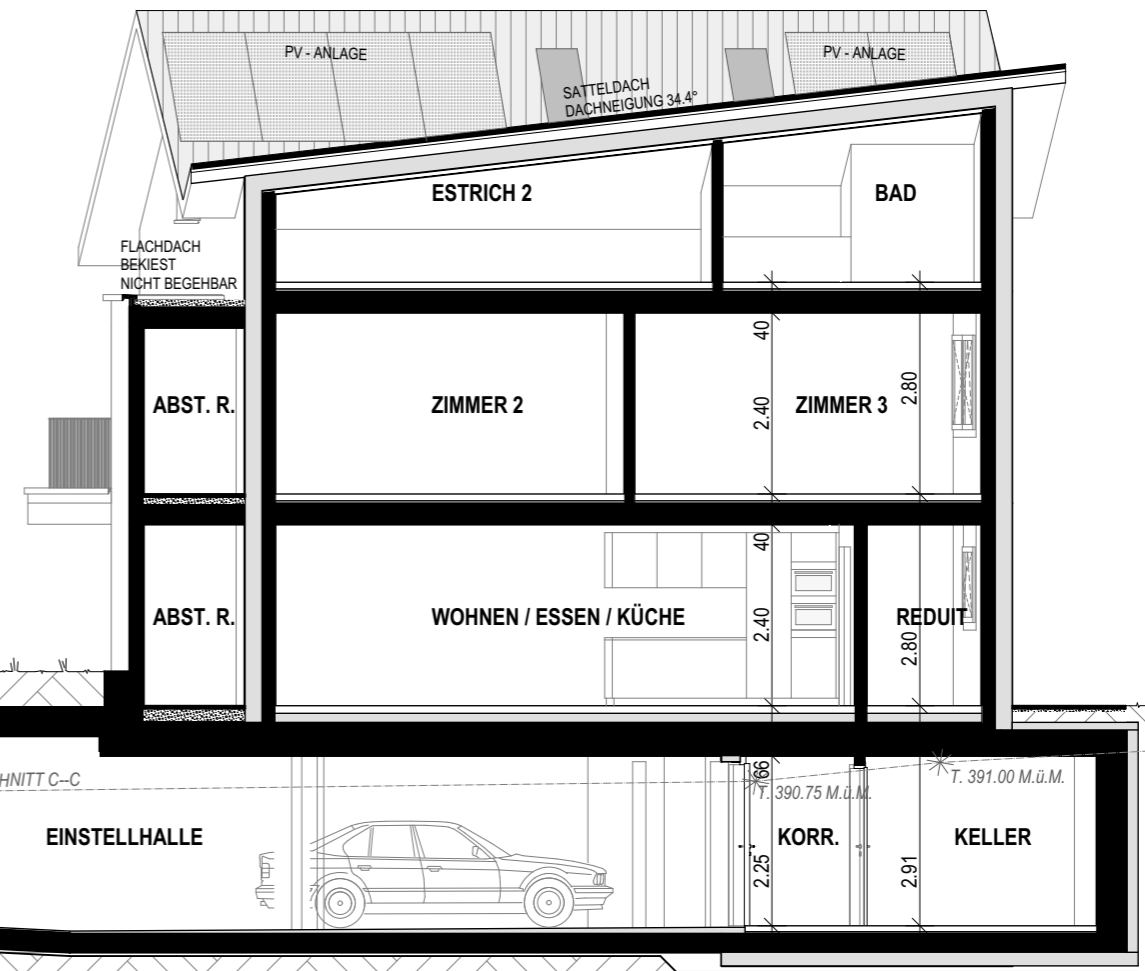 PV - ANLAGE
PV - ANLAGE
SATTELDACH
DACHNEIGUNG 34.4°
ESTRICH 2
BAD
FLACHDACH
BEKIEST
NICHT BEGEHBAR
40
ABST. R.
ZIMMER 2
2.40
ZIMMER 3
2.80
40
ABST. R.
WOHNEN / ESSEN / KÜCHE
2.40
REDUIT
2.80
HNITT C--C
66
T. 390.75 M.ü.M.
T. 391.00 M.ü.M.
EINSTELLHALLE
KORR.
KELLER
2.25
2.91